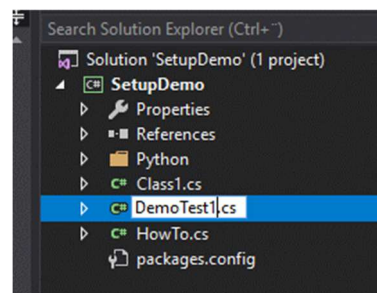 Search Solution Explorer (Ctrl+¨)
Solution 'SetupDemo' (1 project)
C# SetupDemo
Properties
References
Python
C# Class1.cs
C# DemoTest1.cs
C# HowTo.cs
packages.config